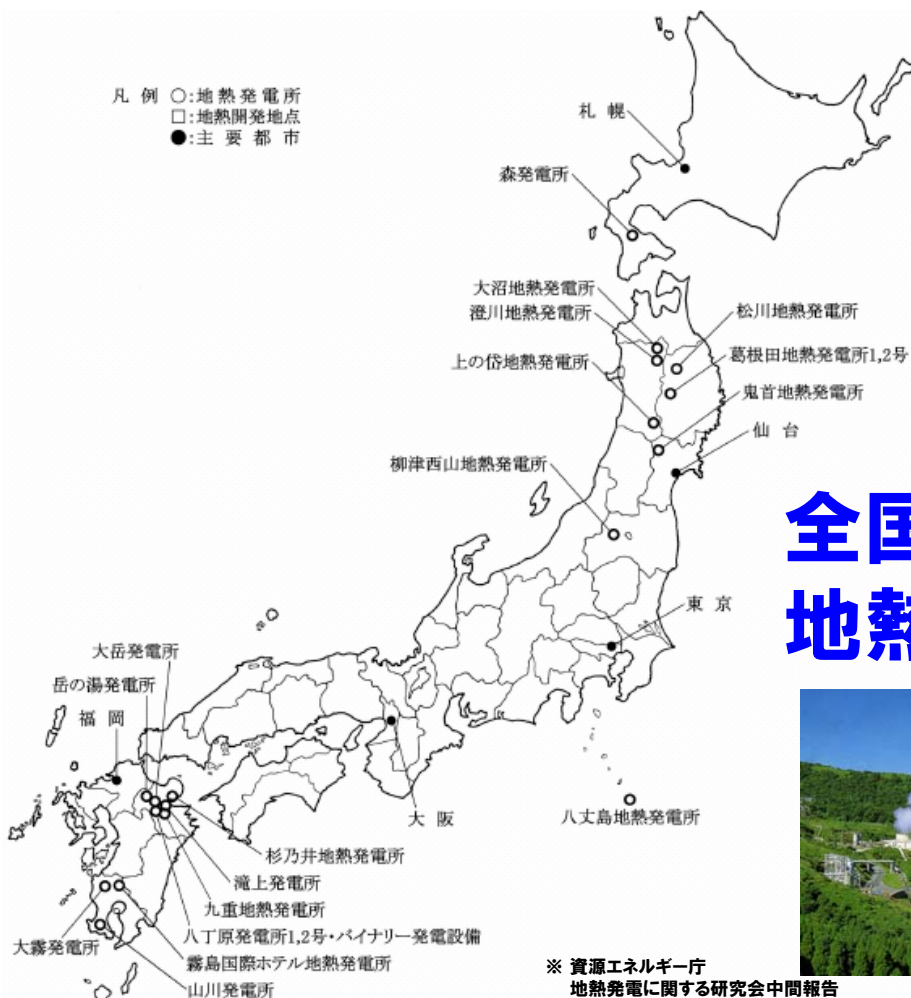 凡 例 ○:地熱発電所
□:地熱開発地点
●:主 要 都 市
札 幌
森発電所
大沼地熱発電所
澄川地熱発電所
松川地熱発電所
上の岱地熱発電所
葛根田地熱発電所1,2号
鬼首地熱発電所
仙 台
柳津西山地熱発電所
全国
地熱
東 京
大岳発電所
岳の湯発電所
福 岡
大 阪
八丈島地熱発電所
杉乃井地熱発電所
滝上発電所
九重地熱発電所
八丁原発電所1,2号・バイナリー発電設備
大霧発電所
霧島国際ホテル地熱発電所
山川発電所
※ 資源エネルギー庁
地熱発電に関する研究会中間報告